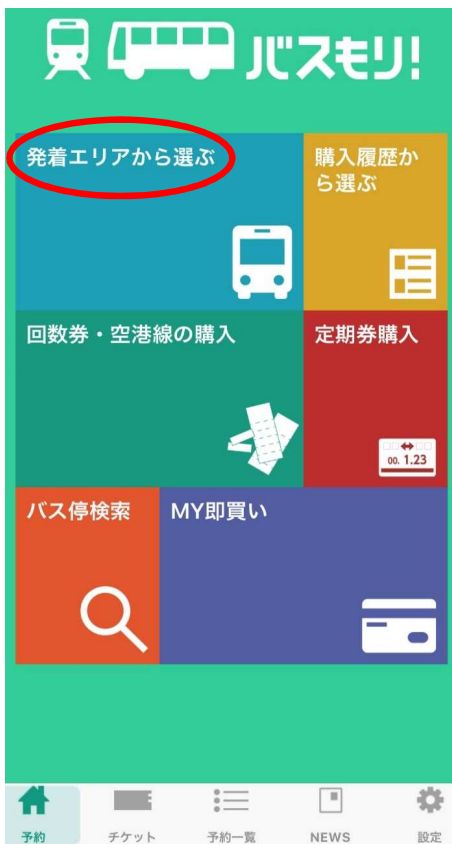 バスもり!
発着エリアから選ぶ
購入履歴か
ら選ぶ
回数券・空港線の購入
定期券購入
00. 1.23
バス停検索
MY即買い
予約
チケット
予約一覧
NEWS
設定